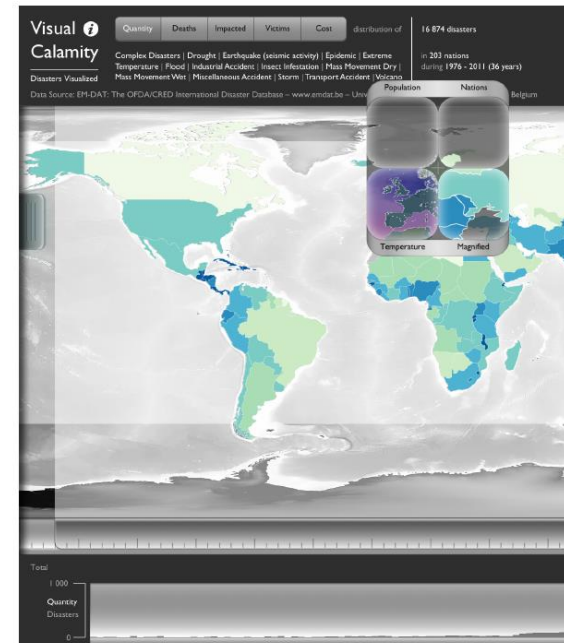 Visual i
Calamity
Disasters Visualized
Quantity Deaths Impacted Victims Cost distribution of
Complex Disasters | Drought | Earthquake (seismic activity) | Epidemic | Extreme
Temperature | Flood | Industrial Accident | Insect Infestation | Mass Movement Dry |
Mass Movement Wet | Miscellaneous Accident | Storm | Transport Accident | Volcano
16 874 disasters
in 203 nations
during 1976 - 2011 (36 years)
Data Source: EM-DAT: The OFDA/CRED International Disaster Database – www.emdat.be – Univ Belgium
Population Nations
Temperature Magnified
Total
1 000
Quantity
Disasters
0